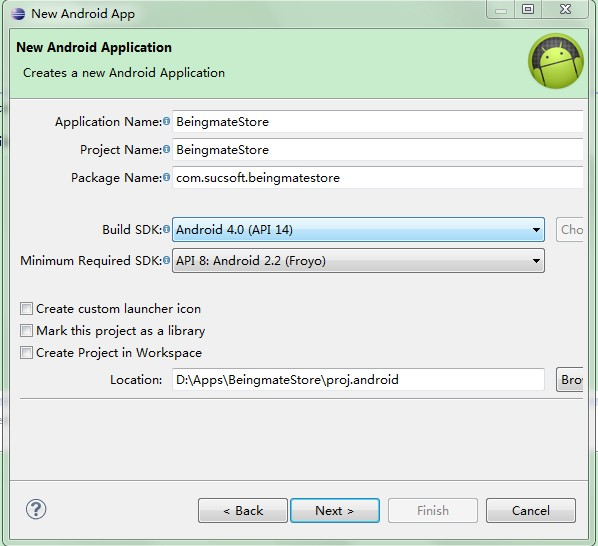 New Android App
New Android Application
Creates a new Android Application
Application Name: BeingmateStore
Project Name: BeingmateStore
Package Name: com.sucsoft.beingmatestore
Build SDK: Android 4.0 (API 14) Cho
Minimum Required SDK: API 8: Android 2.2 (Froyo)
Create custom launcher icon
Mark this project as a library
Create Project in Workspace
Location: D:\Apps\BeingmateStore\proj.android Bro
? < Back Next > Finish Cancel